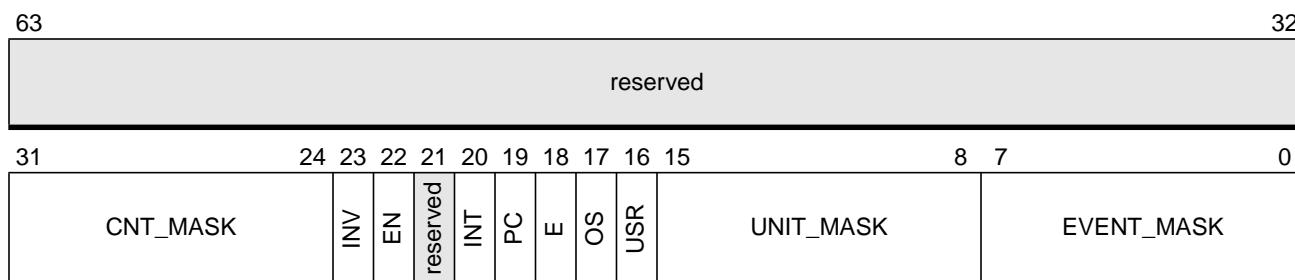 63 32
reserved
31 24 23 22 21 20 19 18 17 16 15 8 7 0
CNT_MASK INV EN reserved INT PC E OS USR UNIT_MASK EVENT_MASK